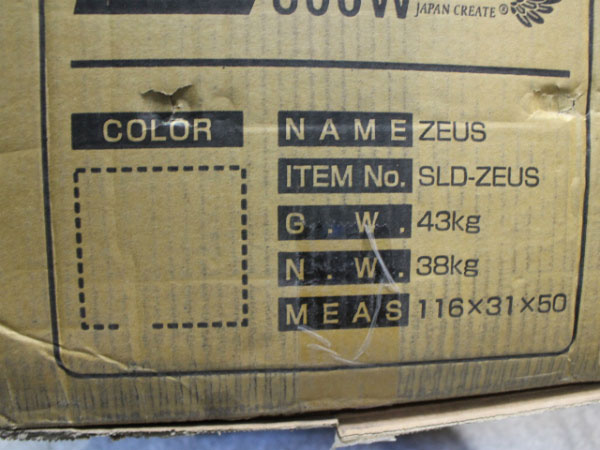 JAPAN CREATE®
COLOR
NAME ZEUS
ITEM No. SLD-ZEUS
G.W. 43kg
N.W. 38kg
MEAS 116×31×50